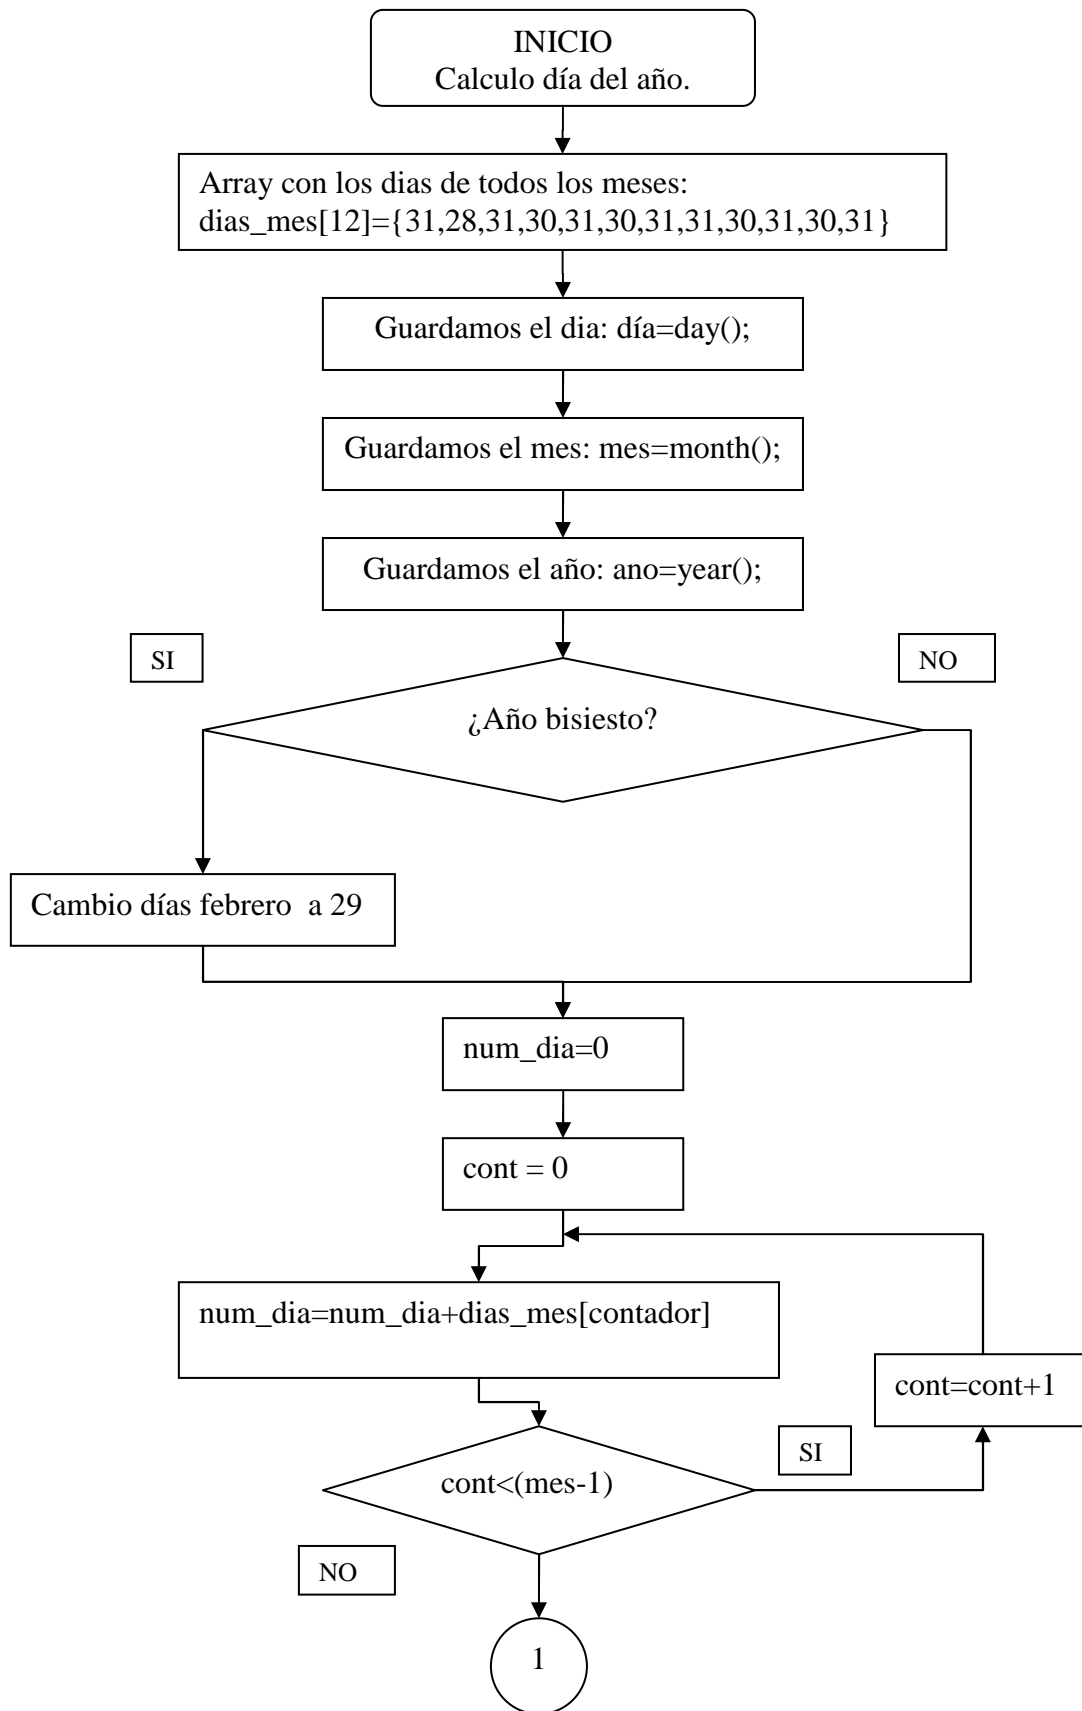 INICIO
Calculo día del año.
Array con los dias de todos los meses:
dias_mes[12]={31,28,31,30,31,30,31,31,30,31,30,31}
Guardamos el dia: día=day();
Guardamos el mes: mes=month();
Guardamos el año: ano=year();
SI
NO
¿Año bisiesto?
Cambio días febrero  a 29
num_dia=0
cont = 0
num_dia=num_dia+dias_mes[contador]
cont=cont+1
SI
cont<(mes-1)
NO
1